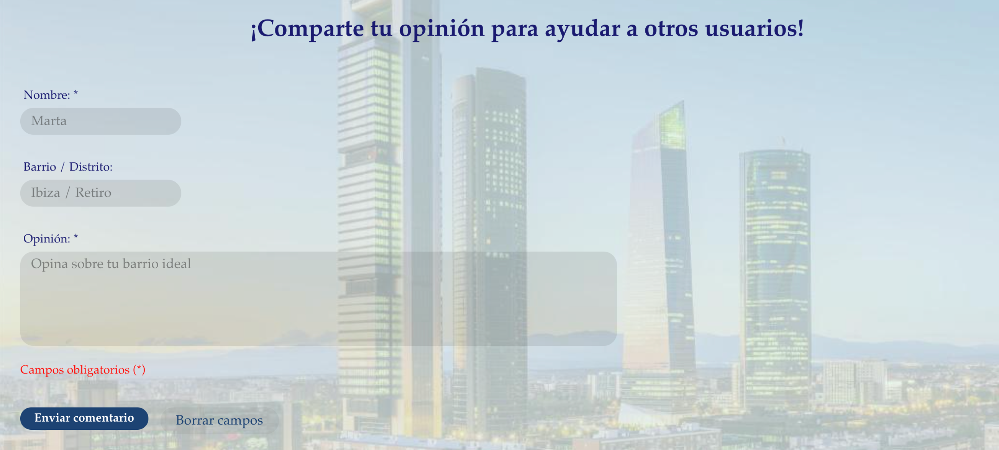 ¡Comparte tu opinión para ayudar a otros usuarios!
Nombre: *
Marta
Barrio / Distrito:
Ibiza / Retiro
Opinión: *
Opina sobre tu barrio ideal
Campos obligatorios (*)
Enviar comentario
Borrar campos